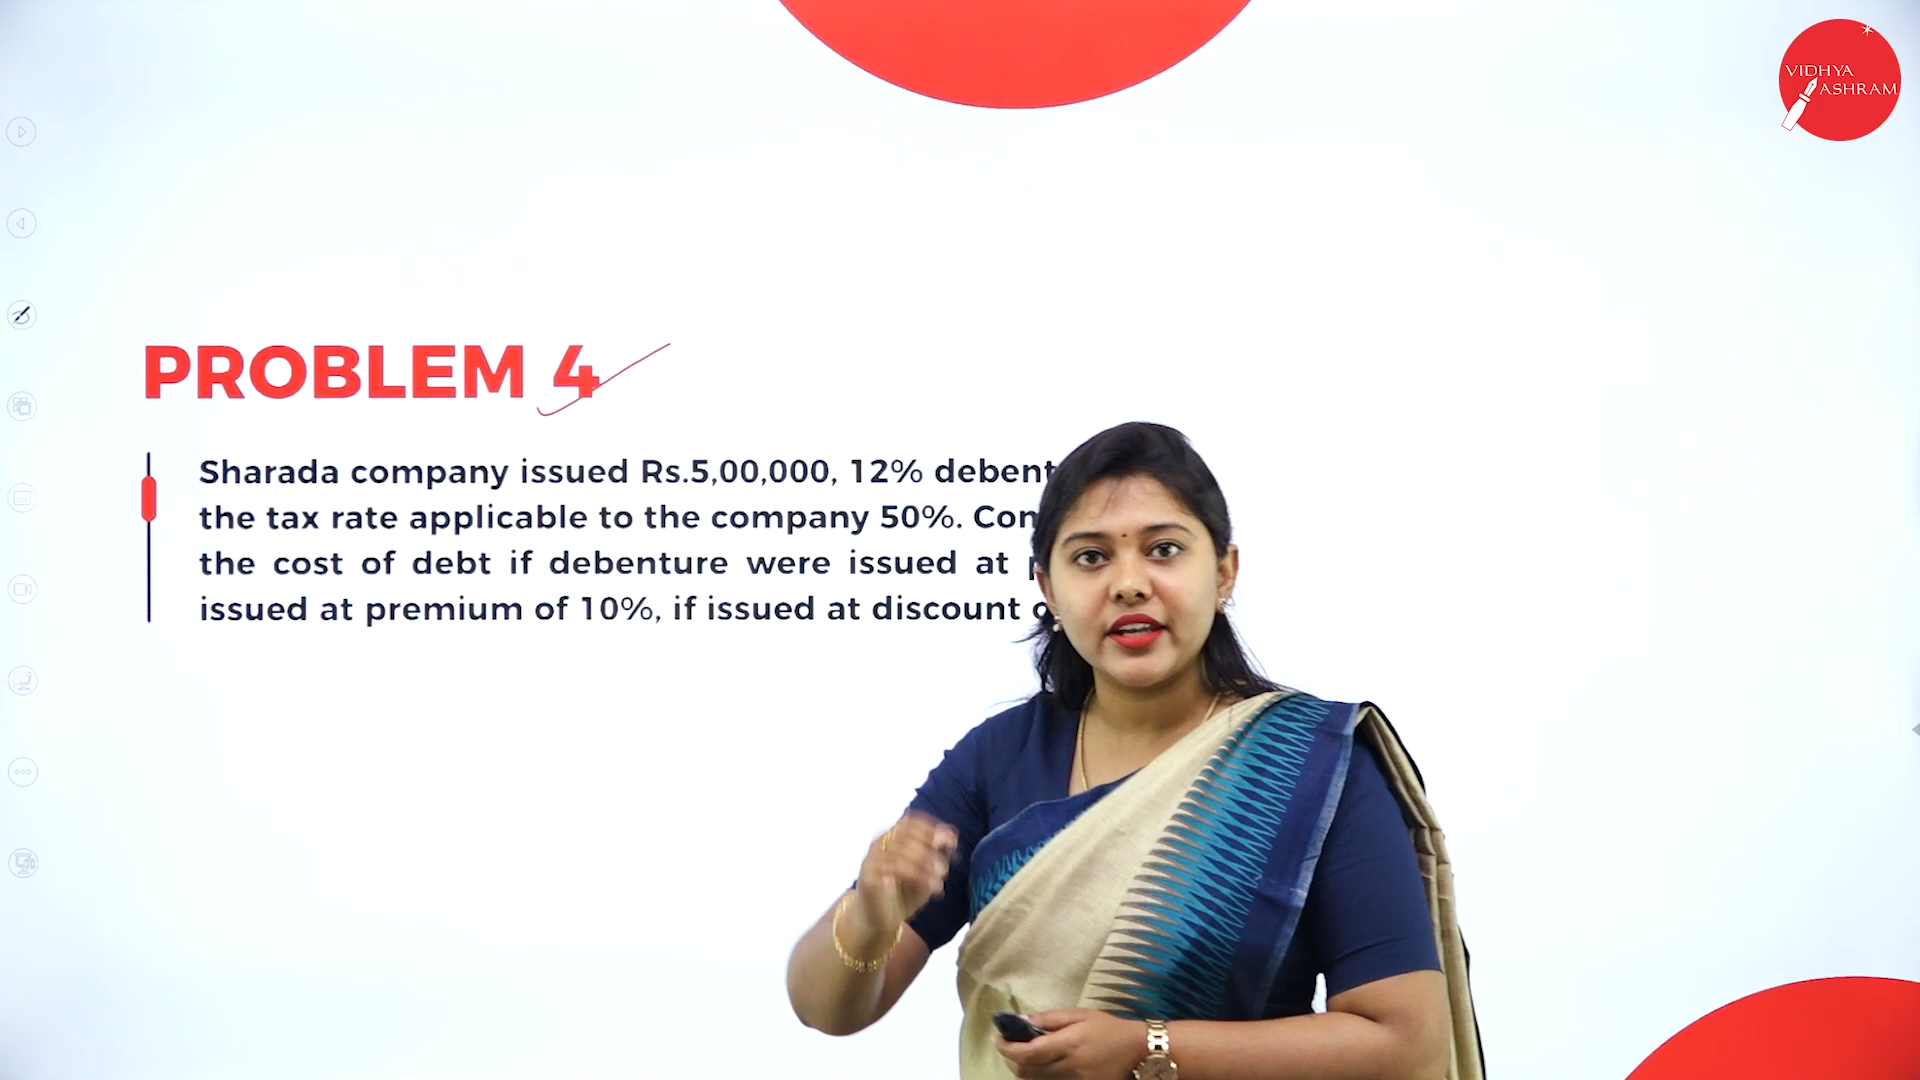 VIDHYA
ASHRAM
PROBLEM 4
Sharada company issued Rs.5,00,000, 12%
the tax rate applicable to the company 50%.
the cost of debt if debenture were issued at
issued at premium of 10%, if issued at discount